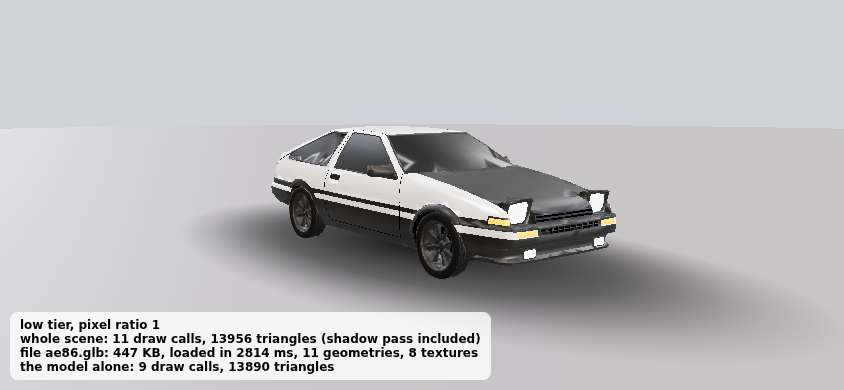 low tier, pixel ratio 1
whole scene: 11 draw calls, 13956 triangles (shadow pass included)
file ae86.glb: 447 KB, loaded in 2814 ms, 11 geometries, 8 textures
the model alone: 9 draw calls, 13890 triangles